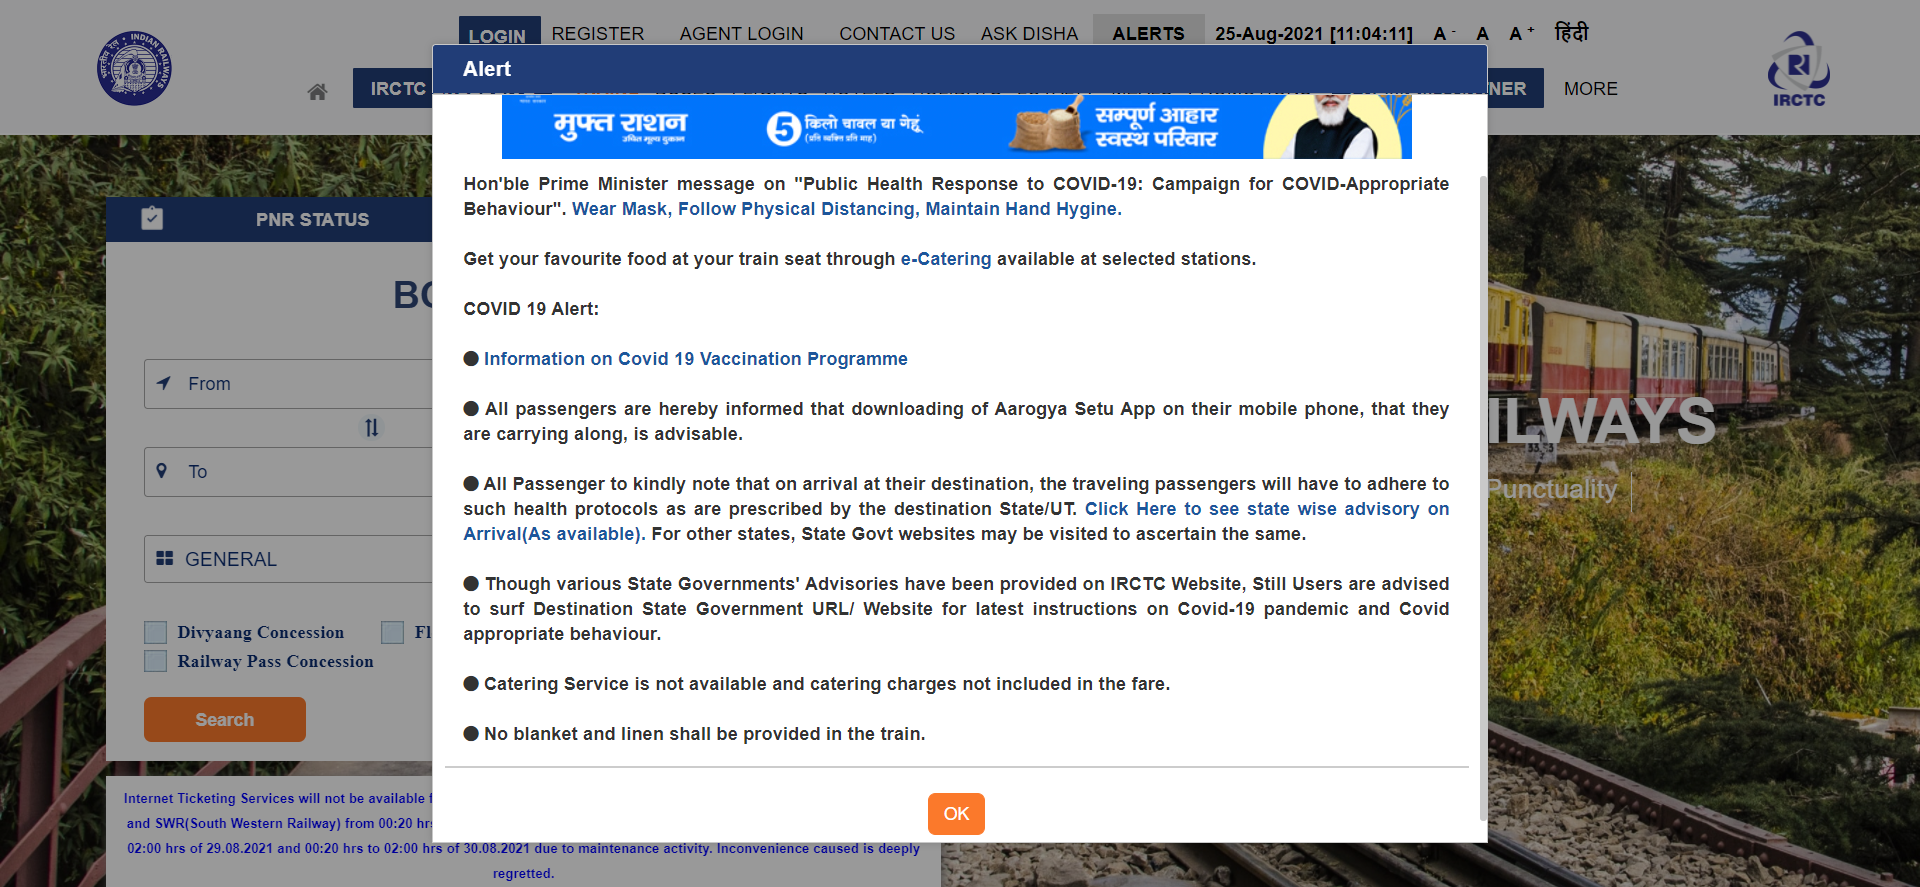 LOGIN REGISTER AGENT LOGIN CONTACT US ASK DISHA ALERTS 25-Aug-2021 [11:04:11] A - A A + हिंदी
INDIAN RAILWAYS
भारतीय रेल
IRCTC
NER MORE
IRCTC
Alert
मुफ्त राशन
उचित मूल्य दुकान
5 किलो चावल या गेहूं
(प्रति व्यक्ति प्रति माह)
सम्पूर्ण आहार
स्वस्थ परिवार
Hon'ble Prime Minister message on "Public Health Response to COVID-19: Campaign for COVID-Appropriate
Behaviour". Wear Mask, Follow Physical Distancing, Maintain Hand Hygine.
Get your favourite food at your train seat through e-Catering available at selected stations.
COVID 19 Alert:
● Information on Covid 19 Vaccination Programme
● All passengers are hereby informed that downloading of Aarogya Setu App on their mobile phone, that they
are carrying along, is advisable.
● All Passenger to kindly note that on arrival at their destination, the traveling passengers will have to adhere to
such health protocols as are prescribed by the destination State/UT. Click Here to see state wise advisory on
Arrival(As available). For other states, State Govt websites may be visited to ascertain the same.
● Though various State Governments' Advisories have been provided on IRCTC Website, Still Users are advised
to surf Destination State Government URL/ Website for latest instructions on Covid-19 pandemic and Covid
appropriate behaviour.
● Catering Service is not available and catering charges not included in the fare.
● No blanket and linen shall be provided in the train.
OK
PNR STATUS
BO
From
To
GENERAL
Divyaang Concession Fl
Railway Pass Concession
Search
Internet Ticketing Services will not be available f
and SWR(South Western Railway) from 00:20 hrs
02:00 hrs of 29.08.2021 and 00:20 hrs to 02:00 hrs of 30.08.2021 due to maintenance activity. Inconvenience caused is deeply
regretted.
ILWAYS
Punctuality